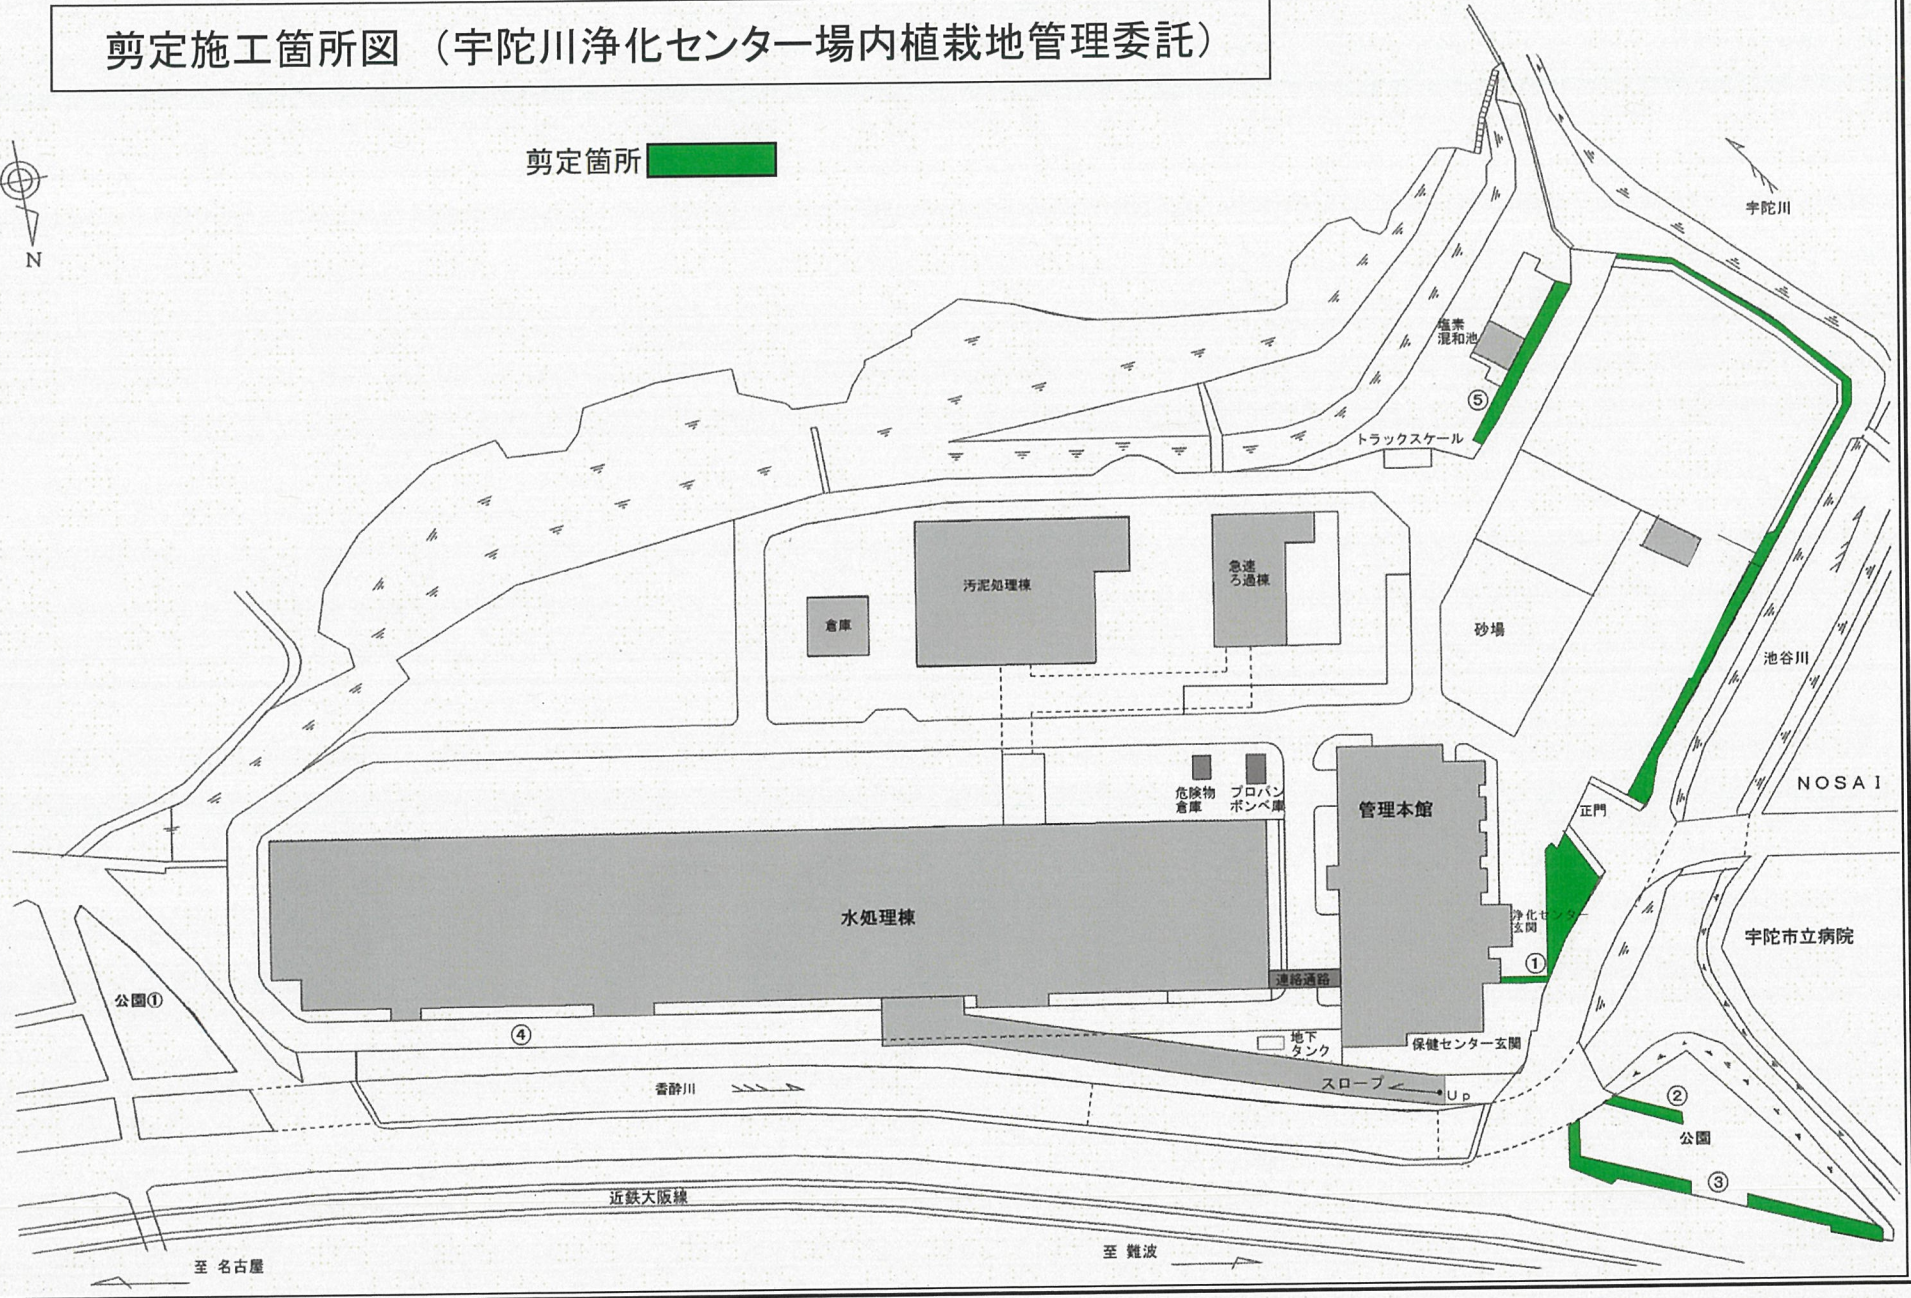 剪定施工箇所図 （宇陀川浄化センター場内植栽地管理委託）
剪定箇所
N
宇陀川
塩素
混和池
⑤
トラックスケール
汚泥処理棟
急速
ろ過棟
倉庫
砂場
池谷川
危険物
倉庫
プロパン
ボンベ庫
管理本館
正門
NOSAI
水処理棟
浄化センター
玄関
宇陀市立病院
①
連絡通路
公園①
④
地下
タンク
保健センター玄関
香酔川
スロープ
Up
②
公園
③
近鉄大阪線
至 名古屋
至 難波